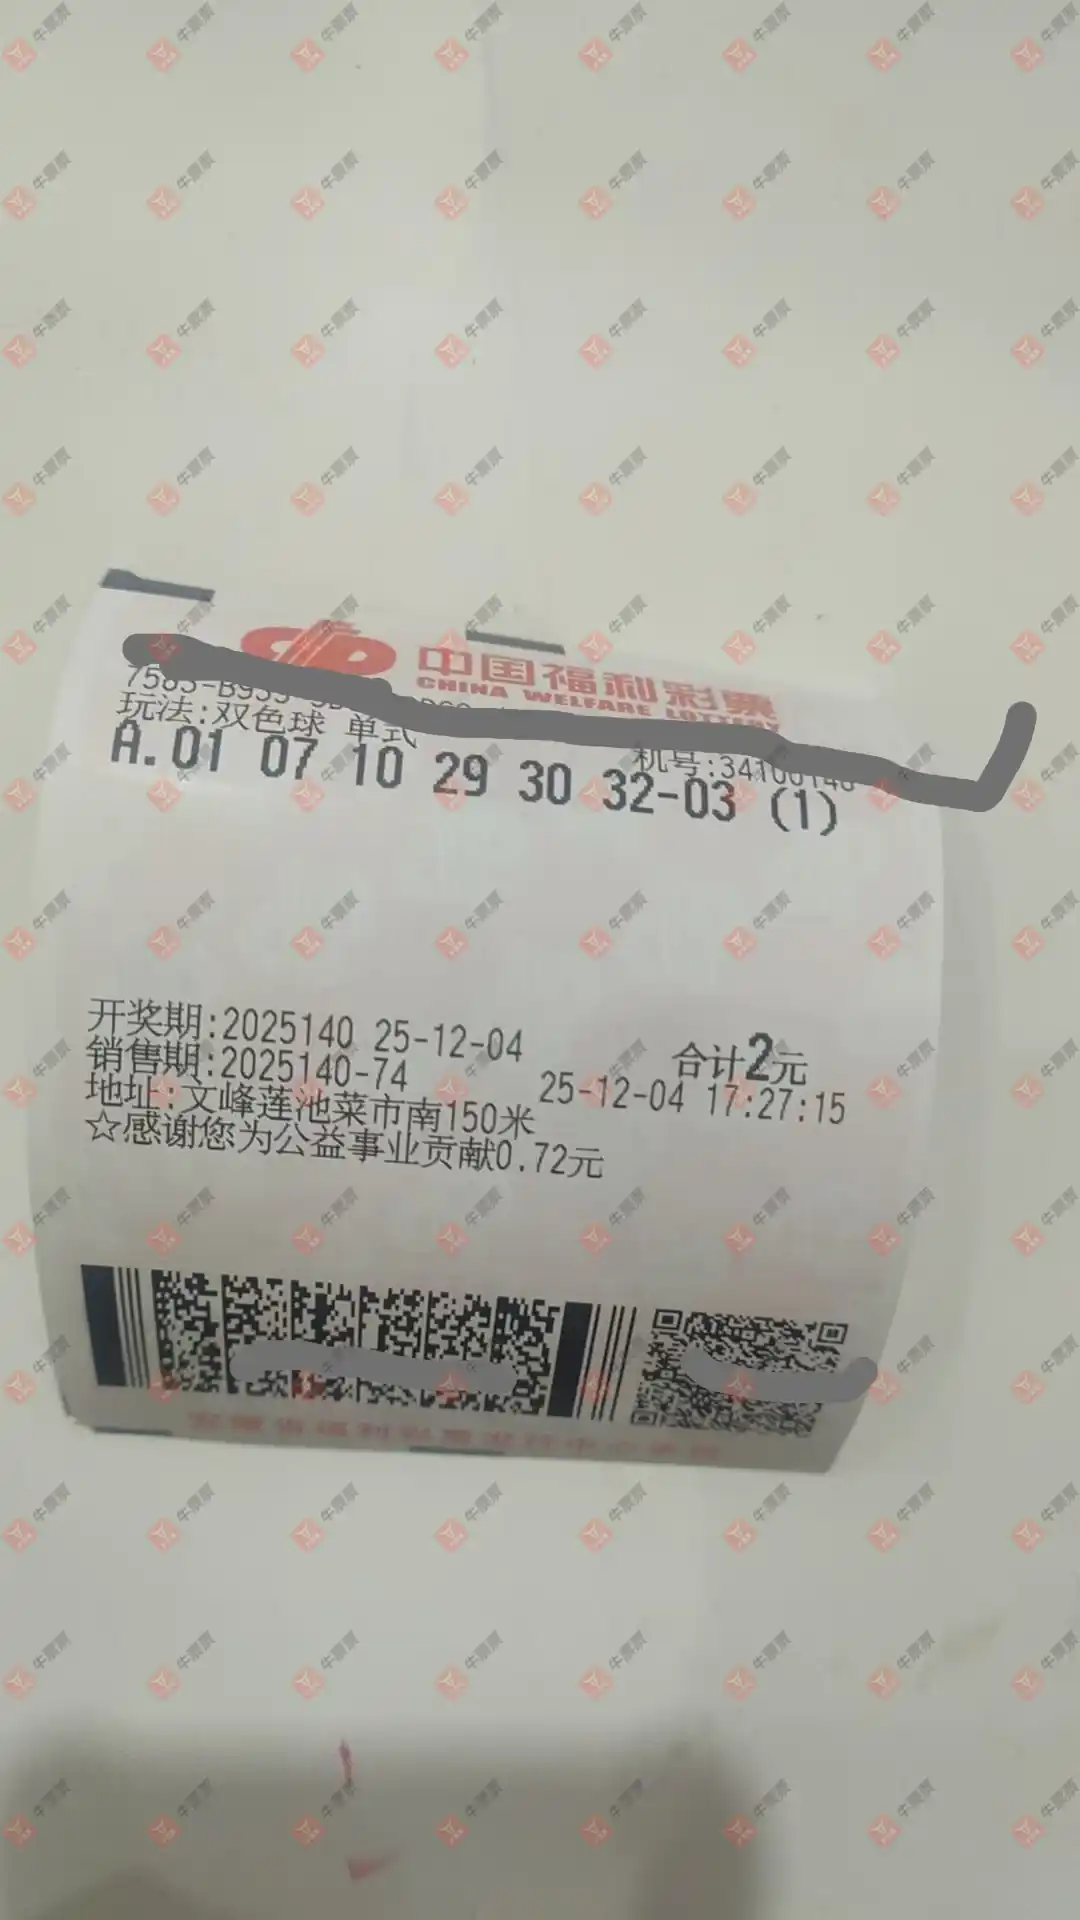 中国福利彩票
CHINA WELFARE LOTTERY
玩法:双色球 单式
A.01 07 10 29 30 32-03 (1)
开奖期:2025140 25-12-04
合计2元
销售期:2025140-74
25-12-04 17:27:15
地址:文峰莲池菜市南150米
☆感谢您为公益事业贡献0.72元
牛票票